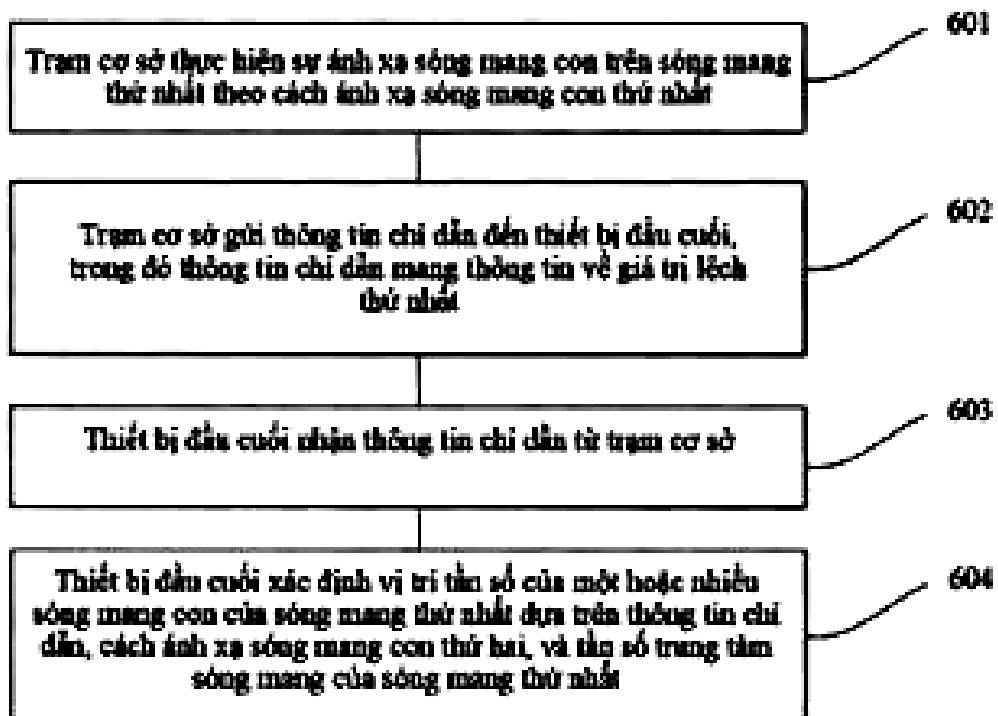 601
Trạm cơ sở thực hiện sự ánh xạ sóng mang con trên sóng mang
thứ nhất theo cách ánh xạ sóng mang con thứ nhất
602
Trạm cơ sở gửi thông tin chỉ dẫn đến thiết bị đầu cuối,
trong đó thông tin chỉ dẫn mang thông tin về giá trị lệch
thứ nhất
603
Thiết bị đầu cuối nhận thông tin chỉ dẫn từ trạm cơ sở
604
Thiết bị đầu cuối xác định vị trí tần số của một hoặc nhiều
sóng mang con của sóng mang thứ nhất dựa trên thông tin chỉ
dẫn, cách ánh xạ sóng mang con thứ hai, và tần số trung tâm
sóng mang của sóng mang thứ nhất